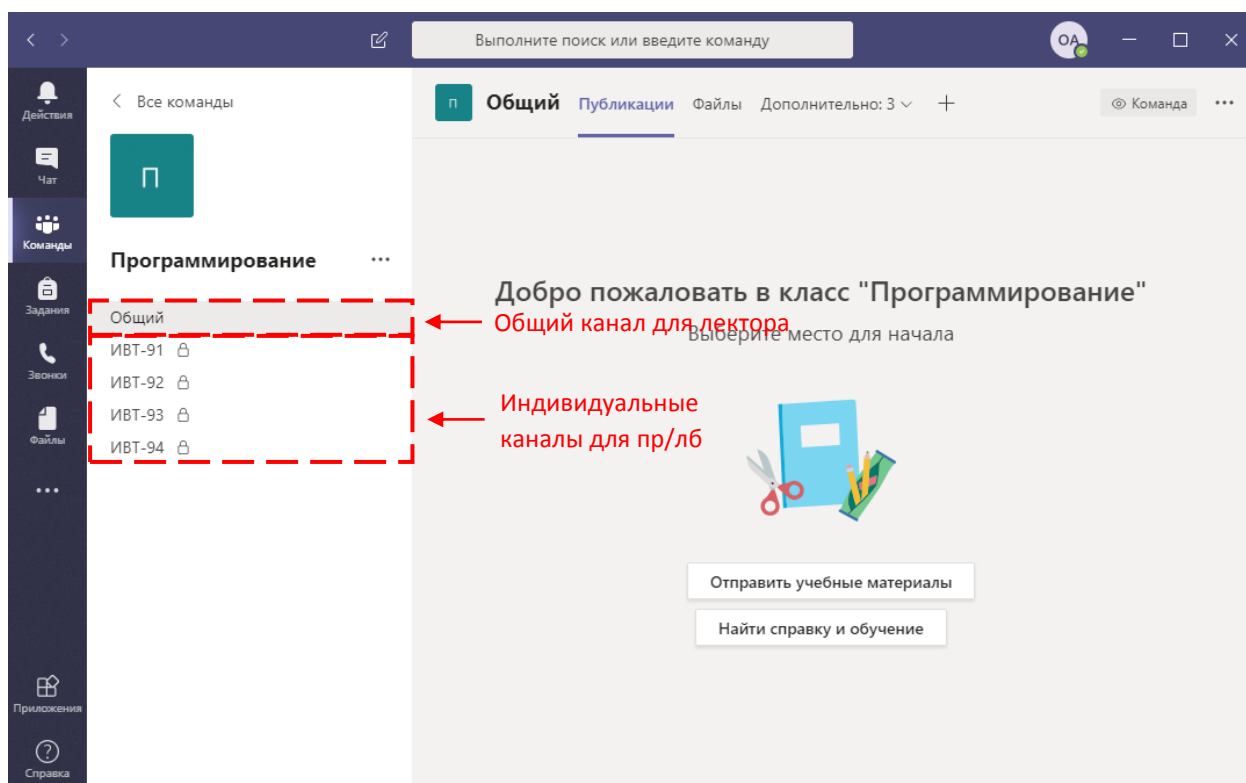 Выполните поиск или введите команду
OA
Действия
Чат
Команды
Задания
Звонки
Файлы
Приложения
Справка
Все команды
П
Программирование
Общий
ИВТ-91
ИВТ-92
ИВТ-93
ИВТ-94
П Общий Публикации Файлы Дополнительно: 3 Команда
Добро пожаловать в класс "Программирование"
Общий канал для лектора
Выберите место для начала
Индивидуальные
каналы для пр/лб
Отправить учебные материалы
Найти справку и обучение